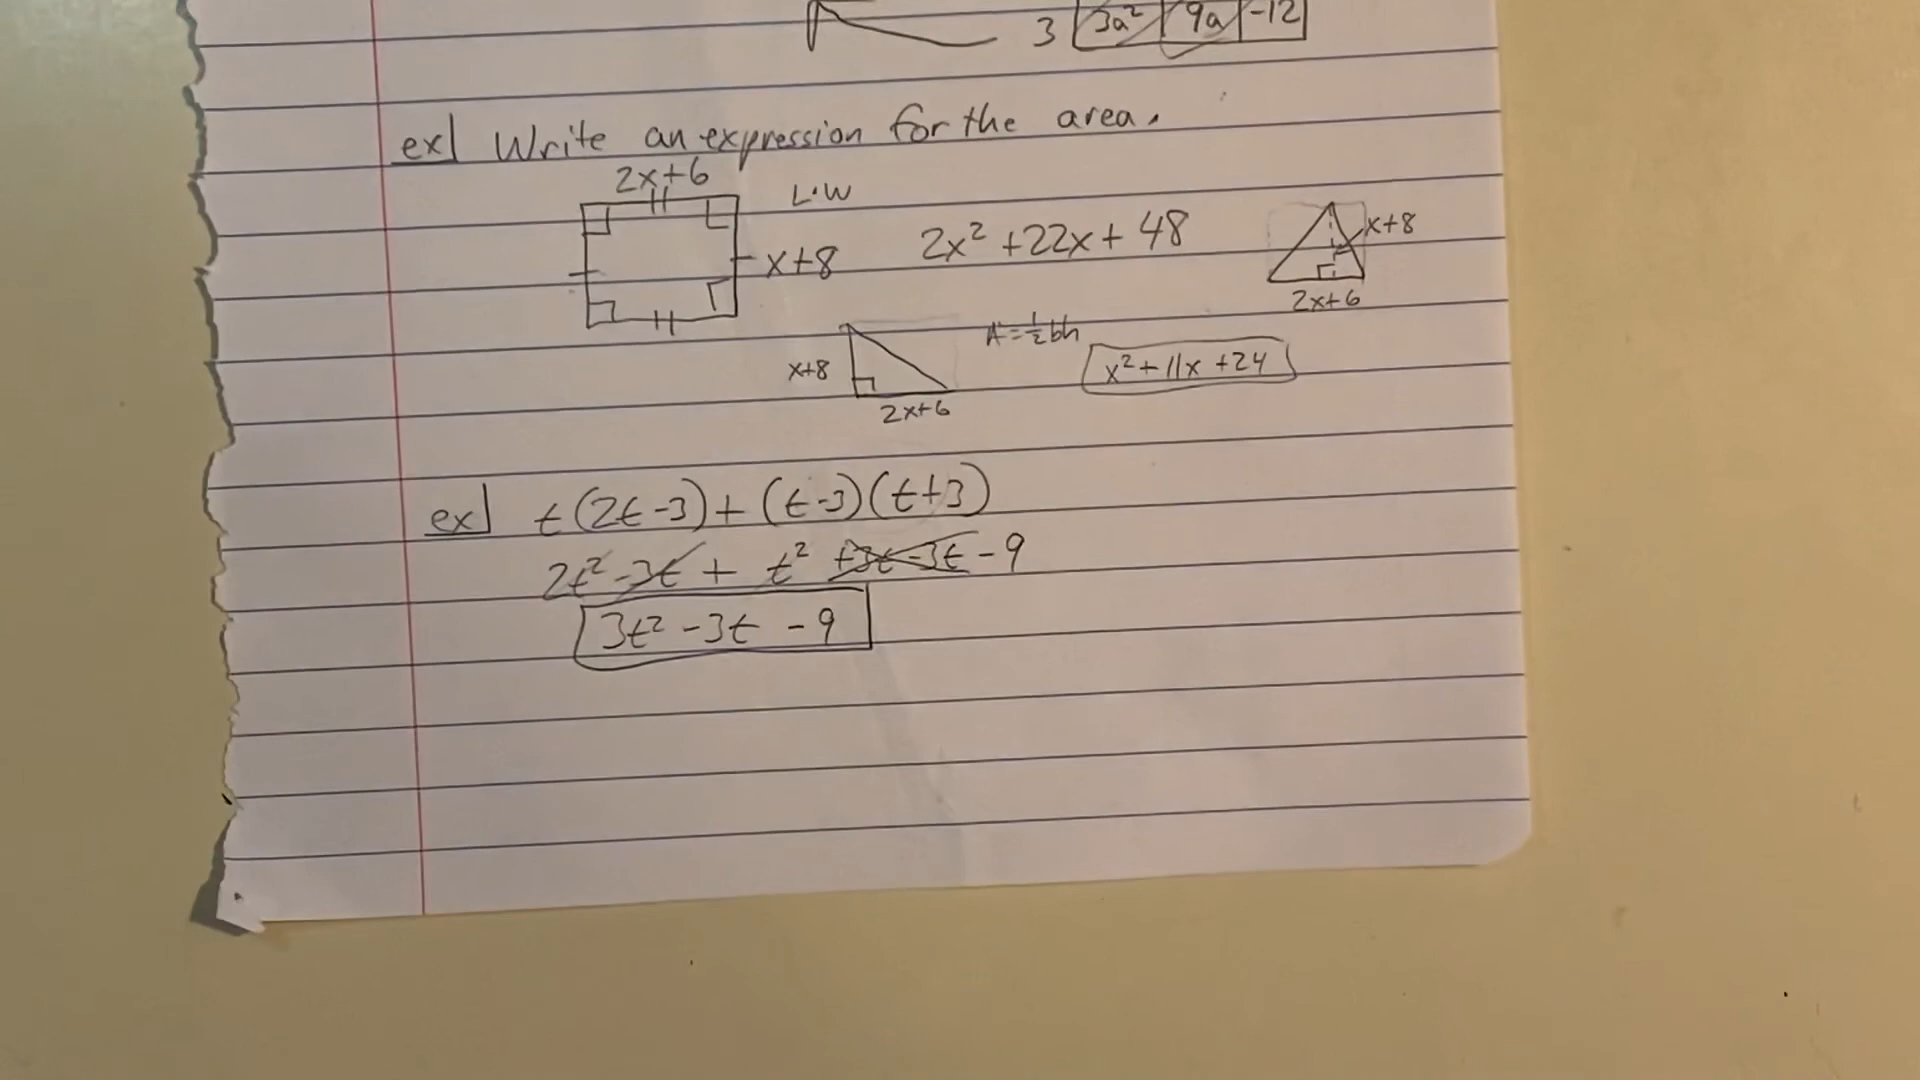 3 3a² 9a -12
ex] Write an expression for the area.
2x+6
L·W
x+8
2x² +22x + 48
x+8
2x+6
x+8
2x+6
A = ½bh
x² + 11x + 24
ex] t(2t-3) + (t-3)(t+3)
2t² -3t + t² +3t -3t -9
3t² -3t -9